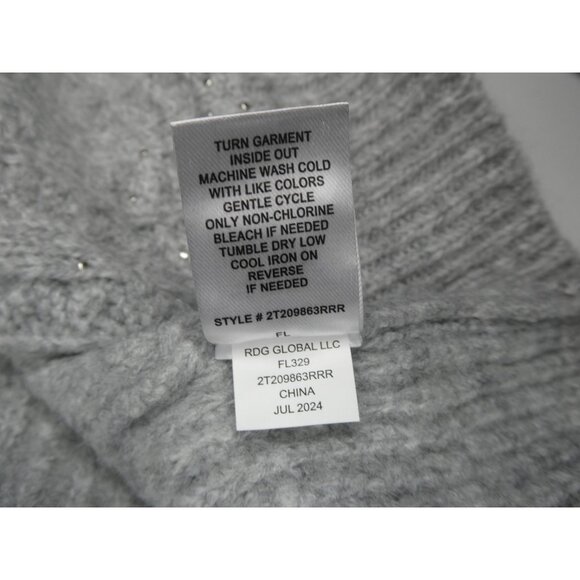 TURN GARMENT
INSIDE OUT
MACHINE WASH COLD
WITH LIKE COLORS
GENTLE CYCLE
ONLY NON-CHLORINE
BLEACH IF NEEDED
TUMBLE DRY LOW
COOL IRON ON
REVERSE
IF NEEDED
STYLE # 2T209863RRR
FL
RDG GLOBAL LLC
FL329
2T209863RRR
CHINA
JUL 2024